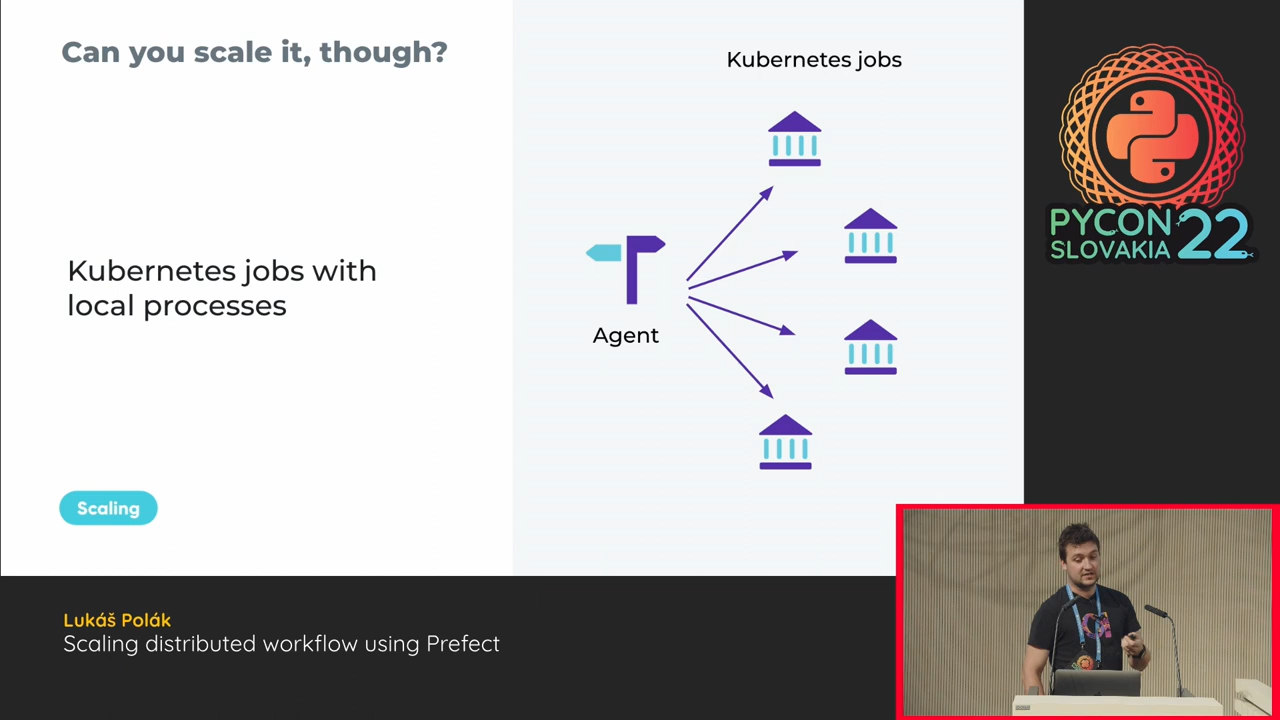 Can you scale it, though?
Kubernetes jobs
Kubernetes jobs with
local processes
Agent
Scaling
PYCON
SLOVAKIA 22
Lukáš Polák
Scaling distributed workflow using Prefect